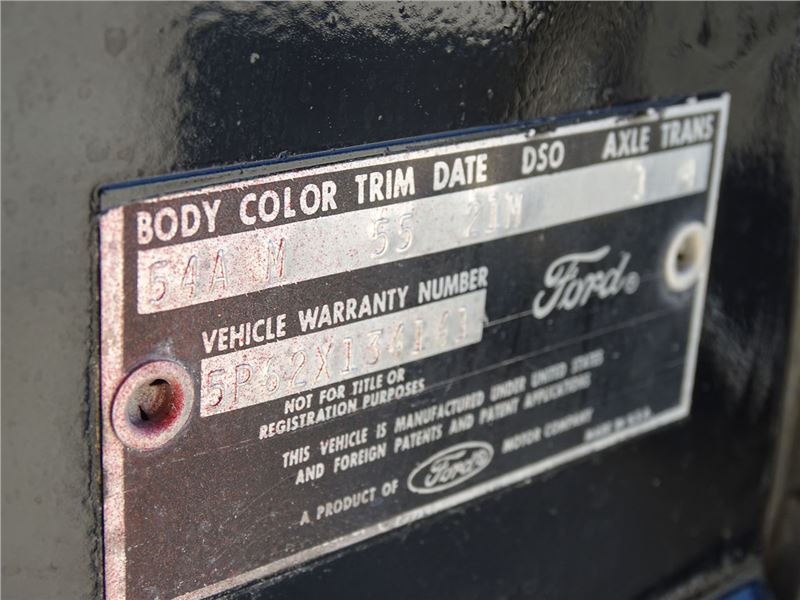 BODY COLOR TRIM DATE DSO AXLE TRANS
54A M 55 21M 1
VEHICLE WARRANTY NUMBER
Ford®
NOT FOR TITLE OR
REGISTRATION PURPOSES
THIS VEHICLE IS MANUFACTURED UNDER UNITED STATES
AND FOREIGN PATENTS AND PATENT APPLICATIONS
A PRODUCT OF Ford MOTOR COMPANY
MADE IN U.S.A.